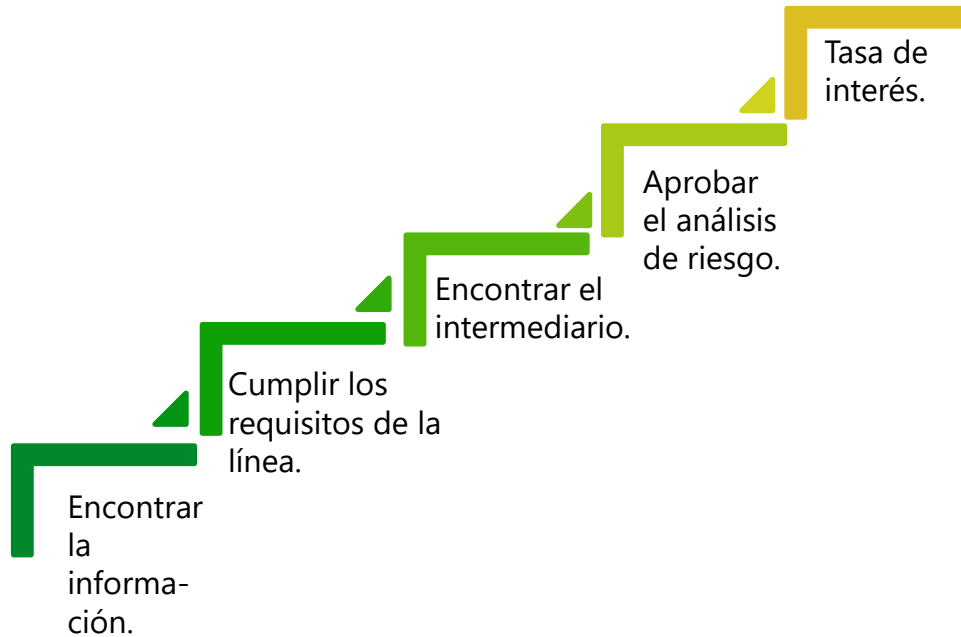 Tasa de
interés.
Aprobar
el análisis
de riesgo.
Encontrar el
intermediario.
Cumplir los
requisitos de la
línea.
Encontrar
la
informa-
ción.